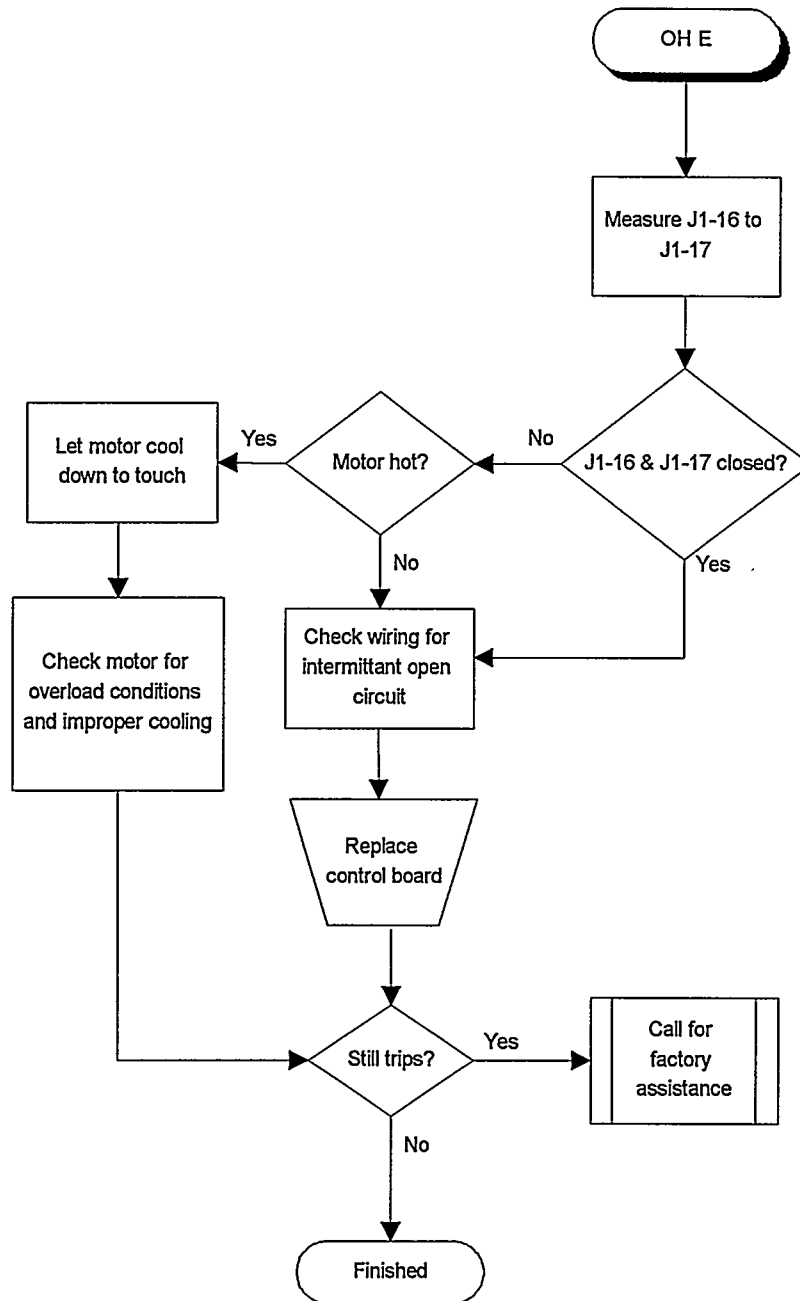 OH E
Measure J1-16 to
J1-17
J1-16 & J1-17 closed?
No
Yes
Motor hot?
Yes
No
Let motor cool
down to touch
Check motor for
overload conditions
and improper cooling
Check wiring for
intermittant open
circuit
Replace
control board
Still trips?
Yes
No
Call for
factory
assistance
Finished